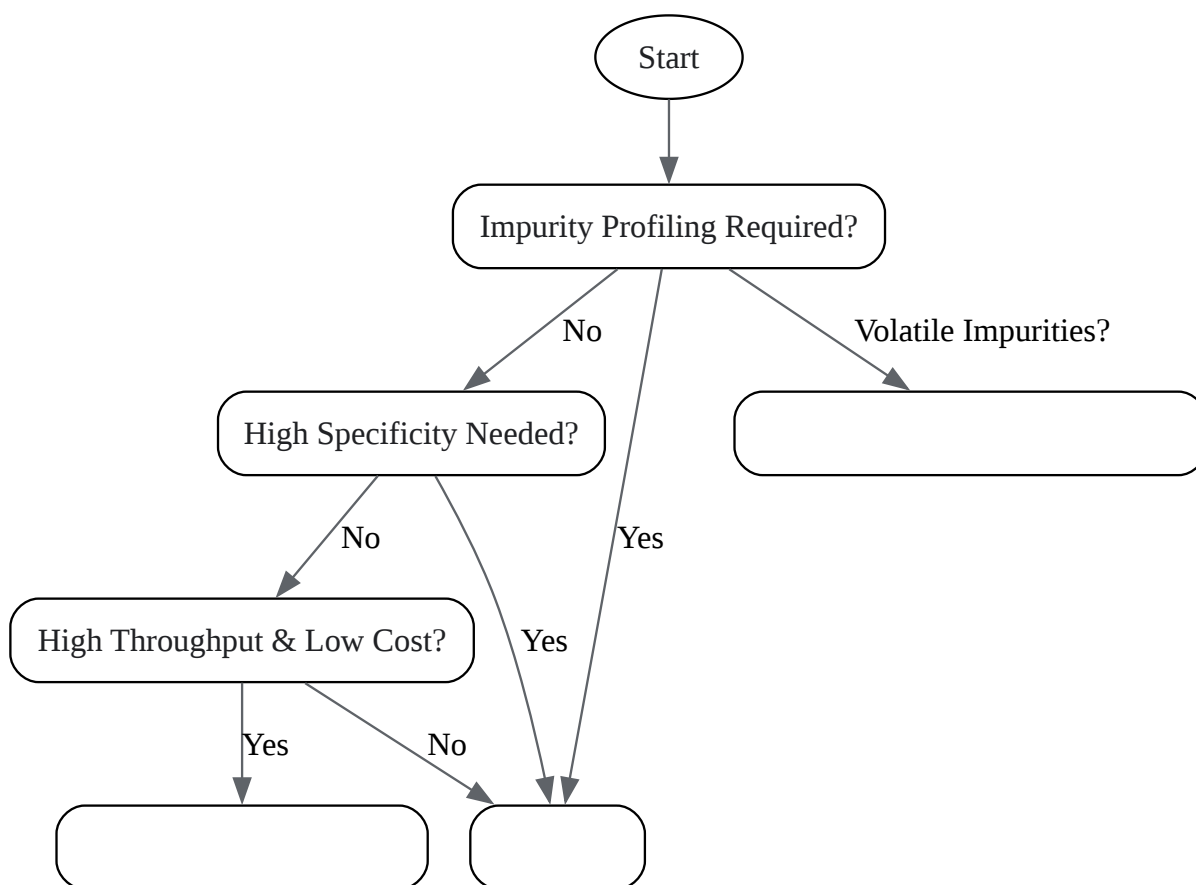 Start
Impurity Profiling Required?
No
Volatile Impurities?
High Specificity Needed?
No
Yes
High Throughput & Low Cost?
Yes
Yes
No